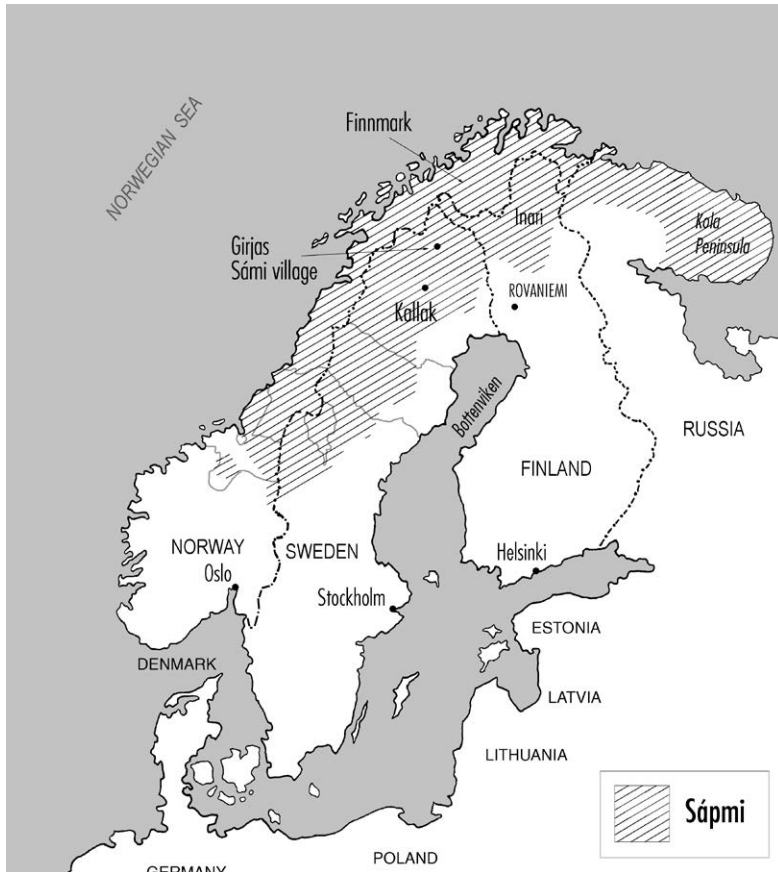 NORWEGIAN SEA
Finnmark
Inari
Kola
Peninsula
Girjas
Sámi village
Kallak
ROVANIEMI
Bottenviken
RUSSIA
FINLAND
NORWAY
SWEDEN
Oslo
Helsinki
Stockholm
ESTONIA
DENMARK
LATVIA
LITHUANIA
Sápmi
POLAND
GERMANY